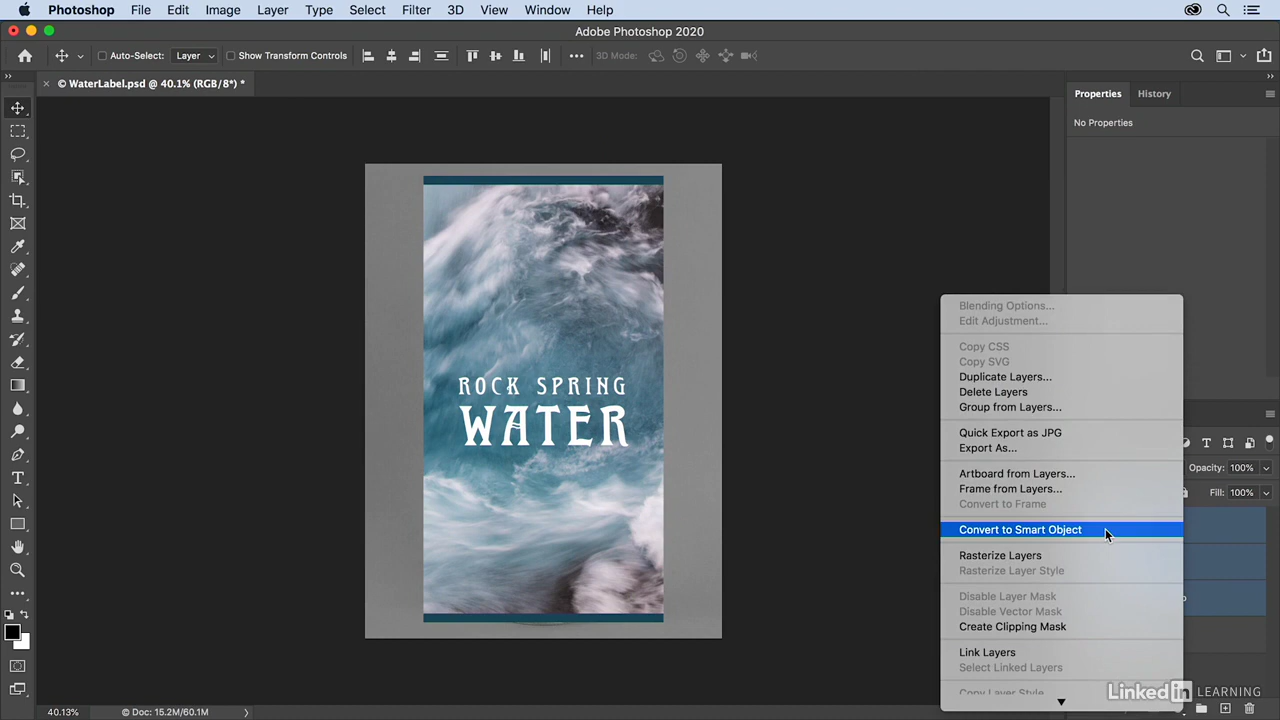 Photoshop File Edit Image Layer Type Select Filter 3D View Window Help
Adobe Photoshop 2020
Auto-Select: Layer Show Transform Controls 3D Mode:
© WaterLabel.psd @ 40.1% (RGB/8*) *
Properties History
No Properties
ROCK SPRING
WATER
Blending Options...
Edit Adjustment...
Copy CSS
Copy SVG
Duplicate Layers...
Delete Layers
Group from Layers...
Quick Export as JPG
Export As...
Artboard from Layers...
Frame from Layers...
Convert to Frame
Convert to Smart Object
Rasterize Layers
Rasterize Layer Style
Disable Layer Mask
Disable Vector Mask
Create Clipping Mask
Link Layers
Select Linked Layers
Copy Layer Style
Opacity: 100%
Fill: 100%
40.13% © Doc: 15.2M/60.1M
Linked in LEARNING